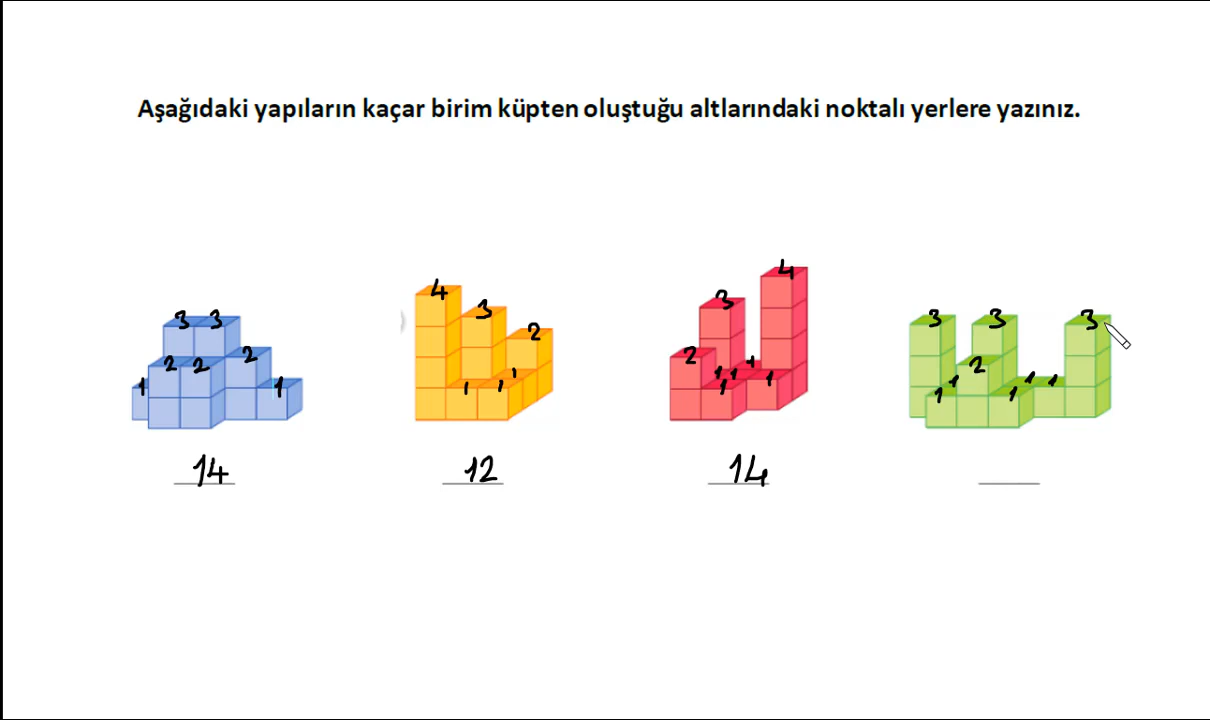 Aşağıdaki yapıların kaçar birim küpten oluştuğu altlarındaki noktalı yerlere yazınız.
3 3 2 2 2 1 1
4 3 2 1 1 1
4 3 2 1 1 1 1 1
3 3 3 2 1 1 1 1 1
14 12 14